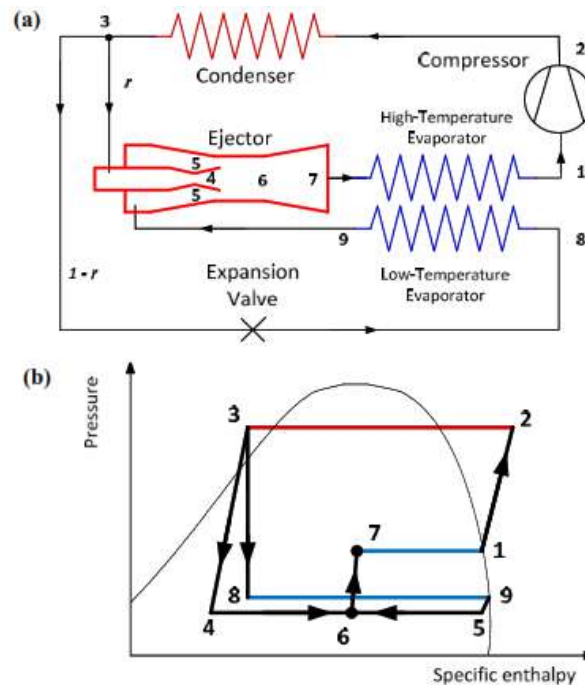 (a)
3
2
Condenser
Compressor
r
Ejector
High-Temperature
Evaporator
5
4
6
7
1
5
9
8
1 - r
Expansion
Valve
Low-Temperature
Evaporator
(b)
Pressure
3
2
7
1
8
9
4
6
5
Specific enthalpy